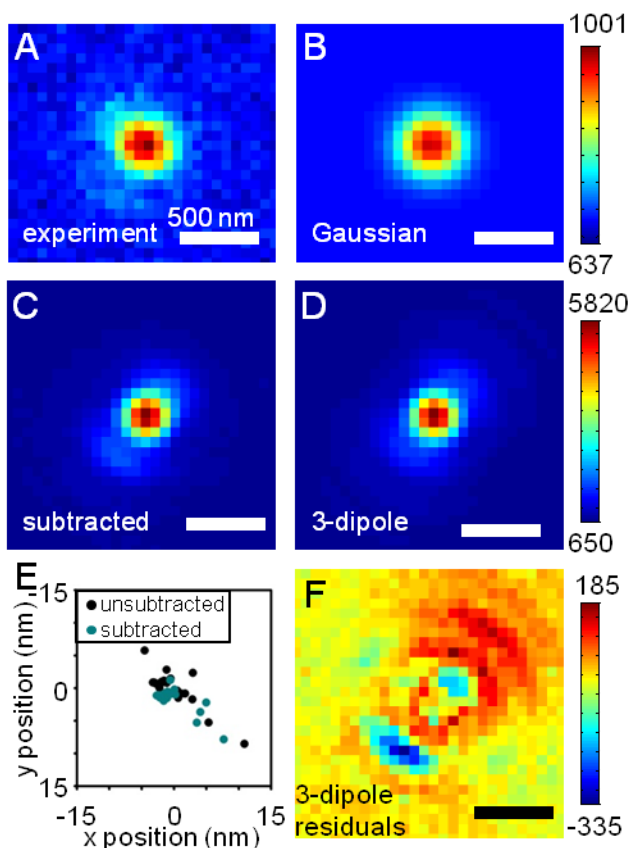 A
B
1001
experiment
500 nm
Gaussian
637
C
D
5820
subtracted
3-dipole
650
E
-15
unsubtracted
subtracted
y position (nm)
0
15
-15
0
15
x position (nm)
F
185
3-dipole
residuals
-335